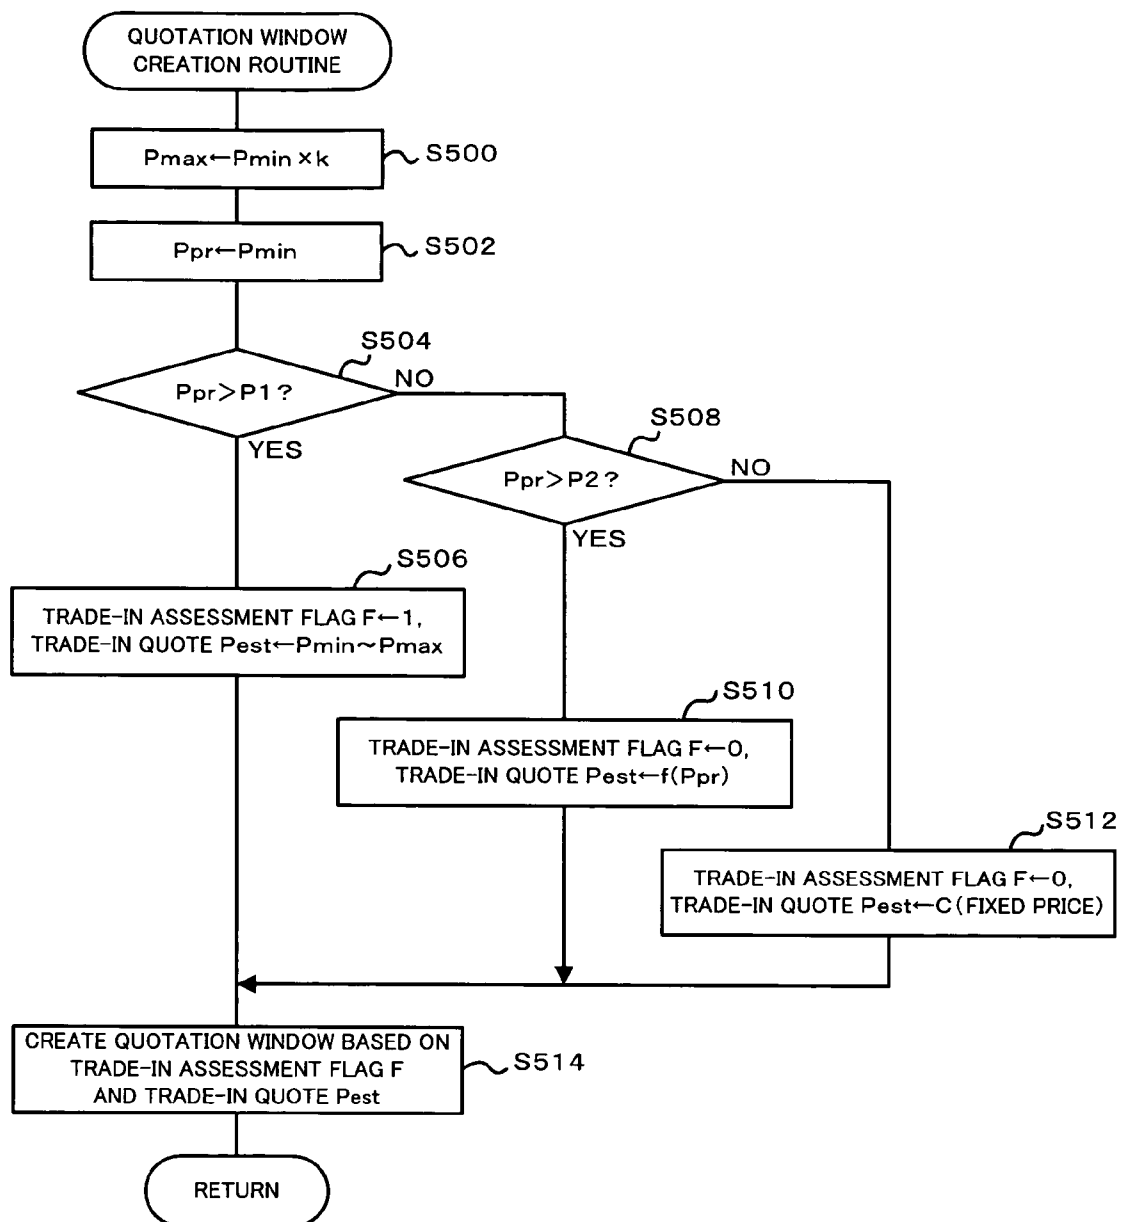 QUOTATION WINDOW
CREATION ROUTINE
Pmax←Pmin×k
S500
Ppr←Pmin
S502
S504
Ppr>P1?
NO
YES
S508
Ppr>P2?
NO
YES
S506
TRADE-IN ASSESSMENT FLAG F←1,
TRADE-IN QUOTE Pest←Pmin~Pmax
S510
TRADE-IN ASSESSMENT FLAG F←0,
TRADE-IN QUOTE Pest←f(Ppr)
S512
TRADE-IN ASSESSMENT FLAG F←0,
TRADE-IN QUOTE Pest←C(FIXED PRICE)
CREATE QUOTATION WINDOW BASED ON
TRADE-IN ASSESSMENT FLAG F
AND TRADE-IN QUOTE Pest
S514
RETURN